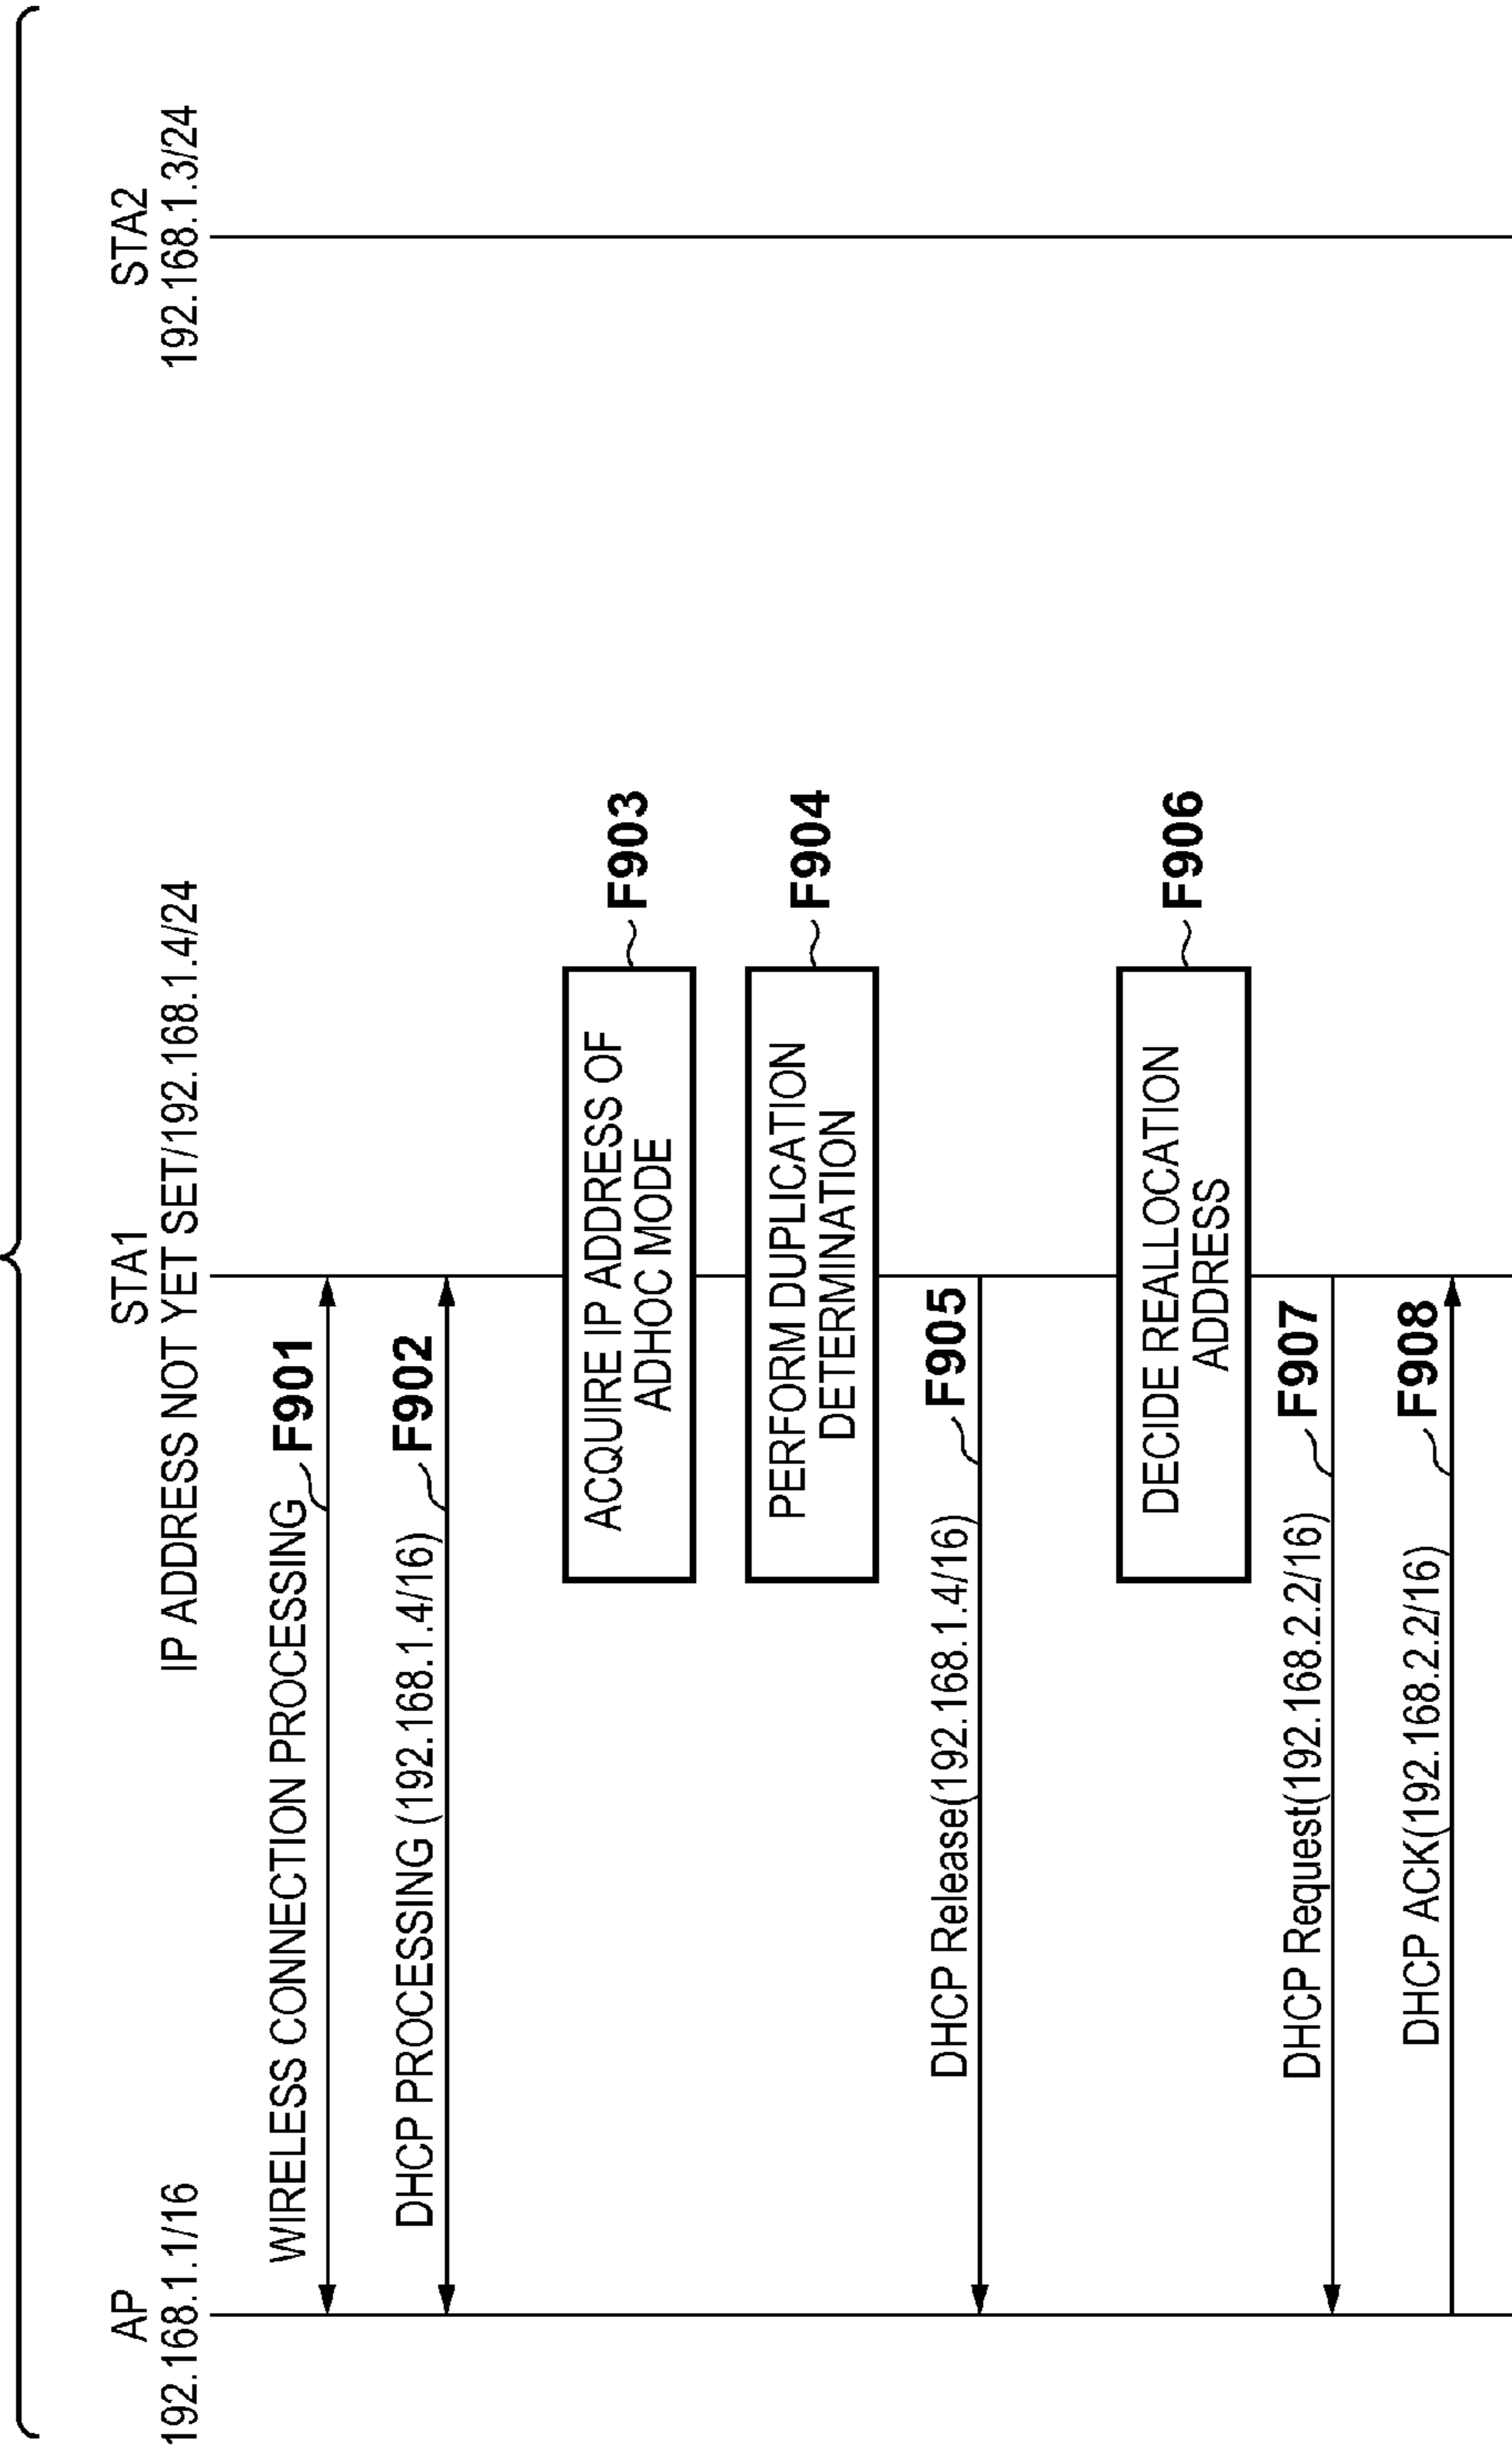 AP
192.168.1.1/16
STA1
IP ADDRESS NOT YET SET/192.168.1.4/24
STA2
192.168.1.3/24
WIRELESS CONNECTION PROCESSING
F901
DHCP PROCESSING (192.168.1.4/16)
F902
ACQUIRE IP ADDRESS OF
ADHOC MODE
F903
PERFORM DUPLICATION
DETERMINATION
F904
DHCP Release(192.168.1.4/16)
F905
DECIDE REALLOCATION
ADDRESS
F906
DHCP Request(192.168.2.2/16)
F907
DHCP ACK(192.168.2.2/16)
F908